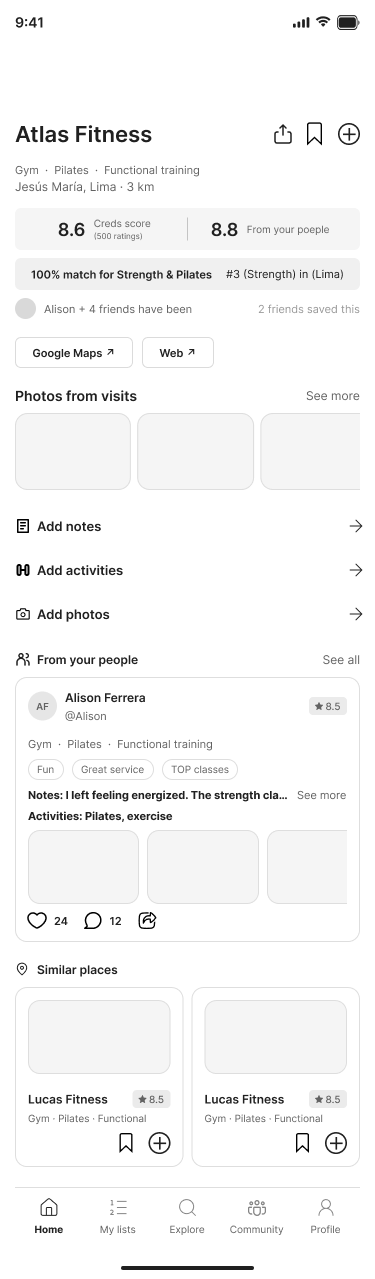 9:41
Atlas Fitness
Gym · Pilates · Functional training
Jesús María, Lima · 3 km
8.6 Creds score (500 ratings) 8.8 From your poeple
100% match for Strength & Pilates #3 (Strength) in (Lima)
Alison + 4 friends have been 2 friends saved this
Google Maps ↗ Web ↗
Photos from visits See more
Add notes
Add activities
Add photos
From your people See all
AF Alison Ferrera ★ 8.5
@Alison
Gym · Pilates · Functional training
Fun Great service TOP classes
Notes: I left feeling energized. The strength cla... See more
Activities: Pilates, exercise
24 12
Similar places
Lucas Fitness ★ 8.5 Lucas Fitness ★ 8.5
Gym · Pilates · Functional Gym · Pilates · Functional
Home My lists Explore Community Profile